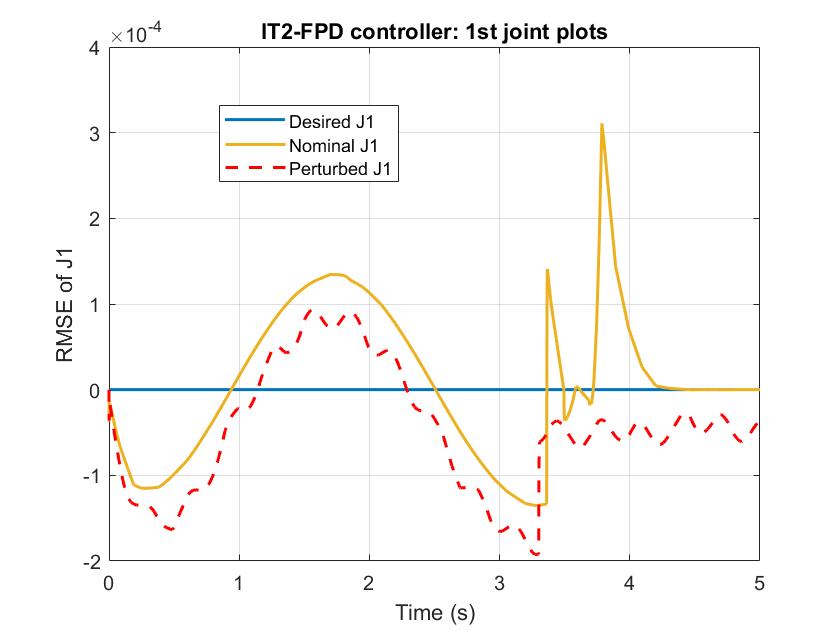 IT2-FPD controller: 1st joint plots
×10⁻⁴
4
3
2
1
0
-1
-2
RMSE of J1
Desired J1
Nominal J1
Perturbed J1
0 1 2 3 4 5
Time (s)